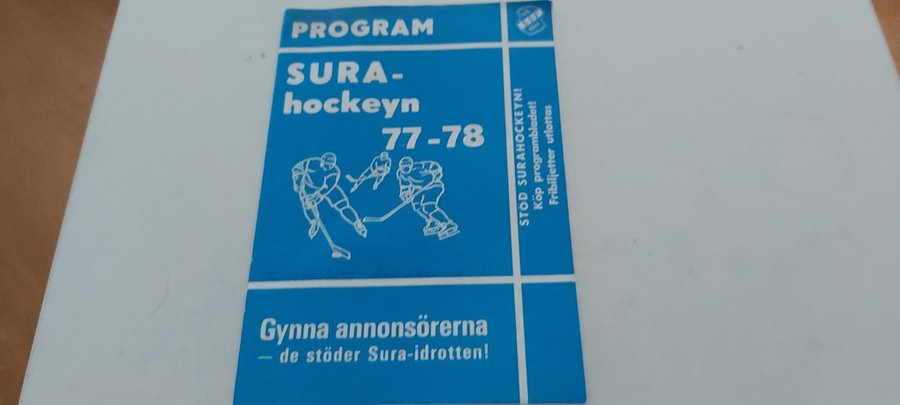 PROGRAM
SURA-
hockeyn
77-78
STÖD SURAHOCKEYN!
Köp programbladet!
Fribiljetter utlottas
Gynna annonsörerna
– de stöder Sura-idrotten!